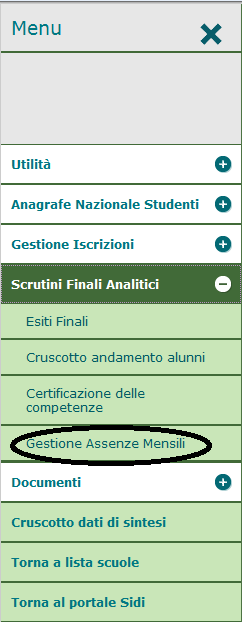 Menu
Utilità
Anagrafe Nazionale Studenti
Gestione Iscrizioni
Scrutini Finali Analitici
Esiti Finali
Cruscotto andamento alunni
Certificazione delle
competenze
Gestione Assenze Mensili
Documenti
Cruscotto dati di sintesi
Torna a lista scuole
Torna al portale Sidi